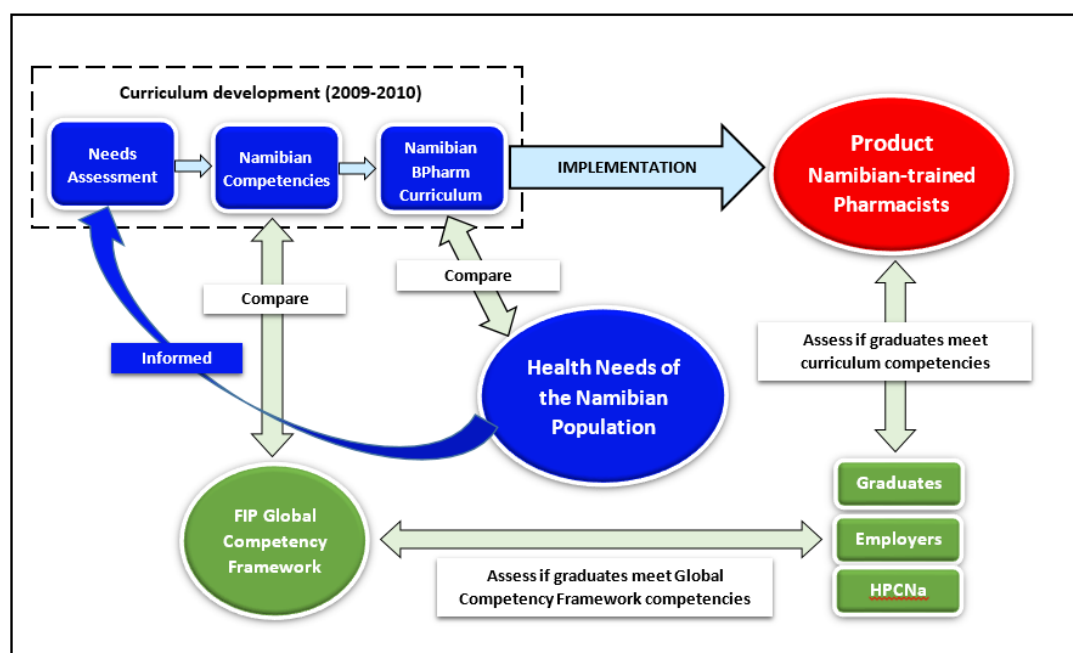 Curriculum development (2009-2010)
Needs
Assessment
Namibian
Competencies
Namibian
BPharm
Curriculum
IMPLEMENTATION
Product
Namibian-trained
Pharmacists
Compare
Compare
Informed
Health Needs of
the Namibian
Population
Assess if graduates meet
curriculum competencies
FIP Global
Competency
Framework
Assess if graduates meet Global
Competency Framework competencies
Graduates
Employers
HPCNa